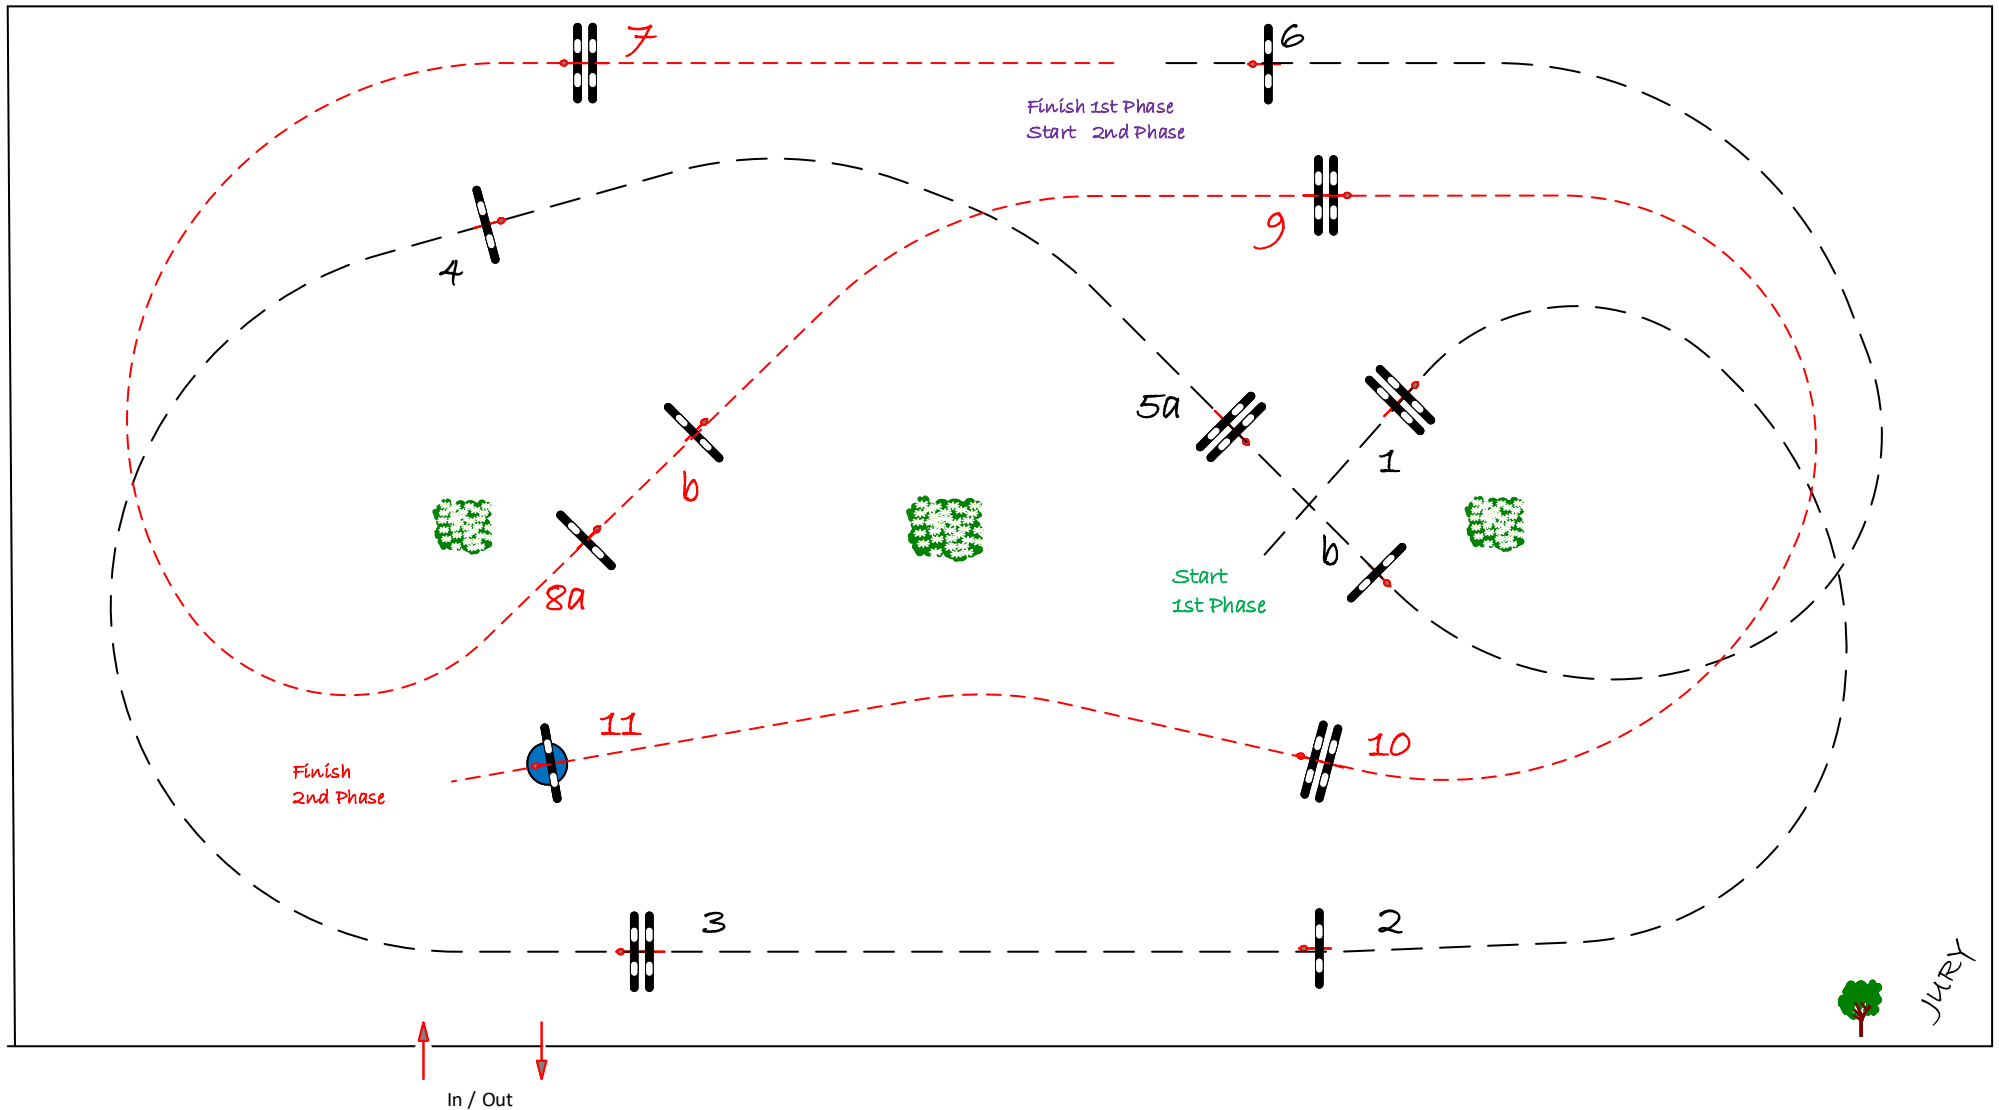 7
6
Finish 1st Phase
Start 2nd Phase
9
4
5a
1
b
b
8a
Start
1st Phase
11
10
Finish
2nd Phase
3
2
JURY
In / Out